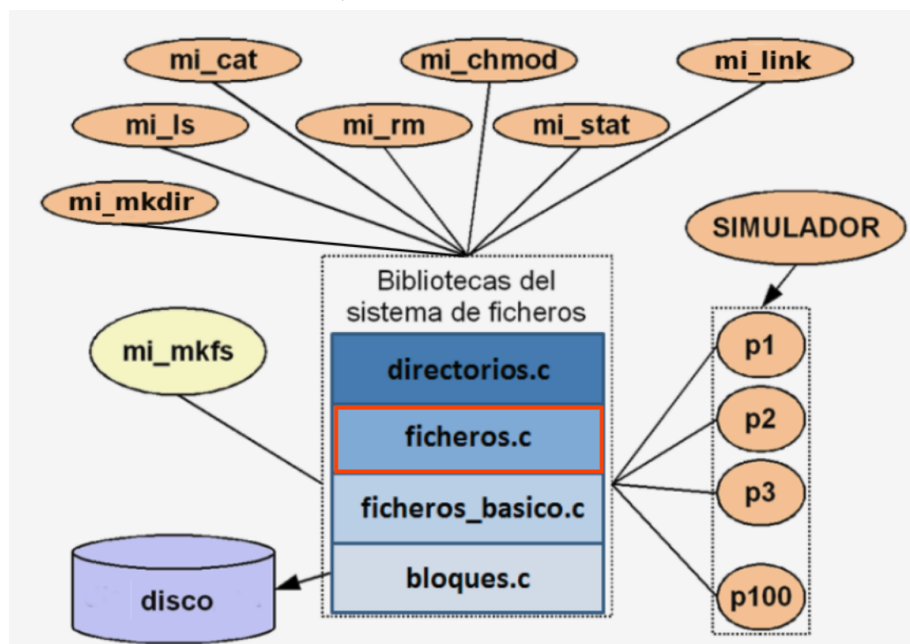 mi_cat
mi_chmod
mi_link
mi_ls
mi_rm
mi_stat
mi_mkdir
SIMULADOR
Bibliotecas del
sistema de ficheros
mi_mkfs
directorios.c
ficheros.c
ficheros_basico.c
bloques.c
disco
p1
p2
p3
p100